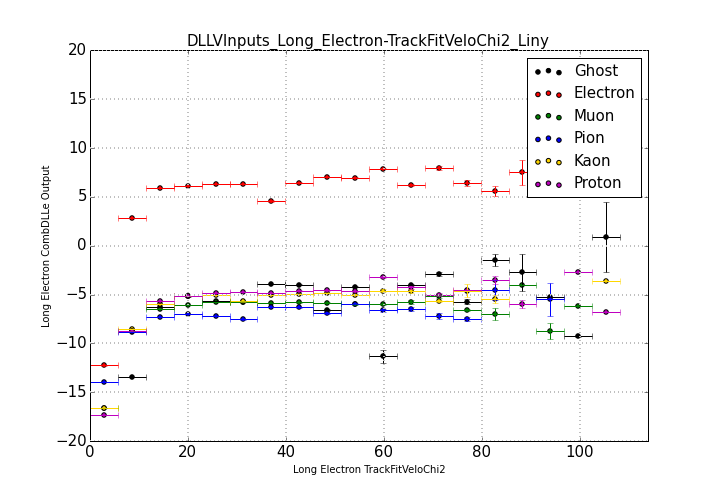 DLLVInputs_Long_Electron-TrackFitVeloChi2_Liny
20
15
10
5
0
−5
−10
−15
−20
0 20 40 60 80 100
Long Electron CombDLLe Output
Long Electron TrackFitVeloChi2
Ghost
Electron
Muon
Pion
Kaon
Proton